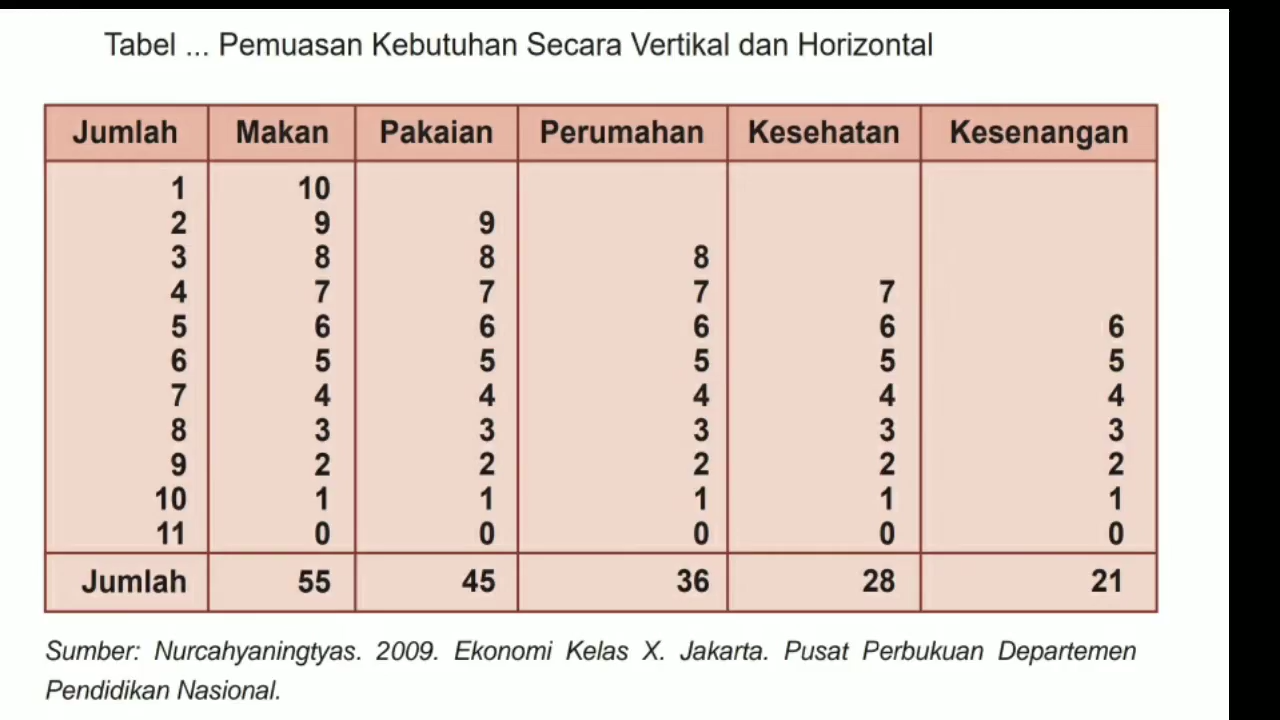 Tabel ... Pemuasan Kebutuhan Secara Vertikal dan Horizontal
Jumlah Makan Pakaian Perumahan Kesehatan Kesenangan
1 10
2 9 9
3 8 8 8
4 7 7 7 7
5 6 6 6 6 6
6 5 5 5 5 5
7 4 4 4 4 4
8 3 3 3 3 3
9 2 2 2 2 2
10 1 1 1 1 1
11 0 0 0 0 0
Jumlah 55 45 36 28 21
Sumber: Nurcahyaningtyas. 2009. Ekonomi Kelas X. Jakarta. Pusat Perbukuan Departemen
Pendidikan Nasional.